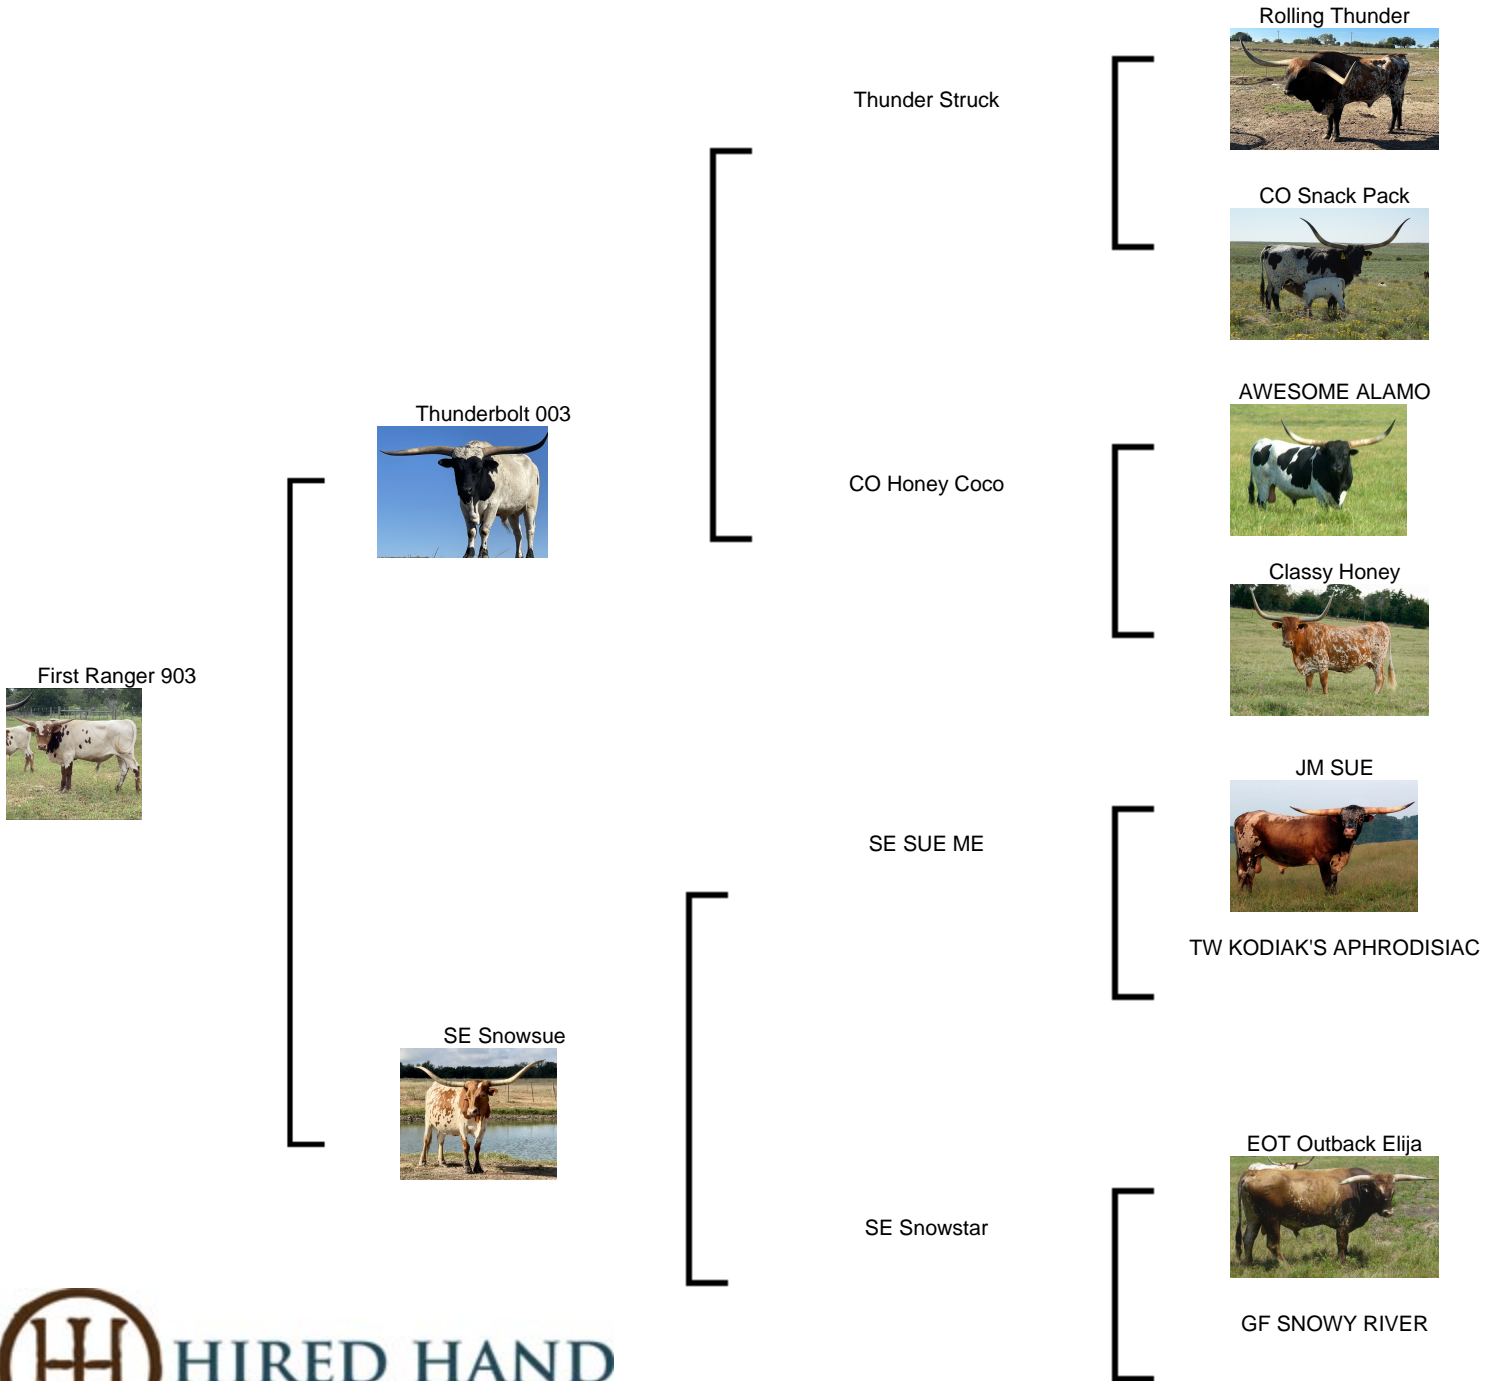 Rolling Thunder
Thunder Struck
CO Snack Pack
AWESOME ALAMO
Thunderbolt 003
CO Honey Coco
Classy Honey
First Ranger 903
JM SUE
SE SUE ME
TW KODIAK'S APHRODISIAC
SE Snowsue
EOT Outback Elija
SE Snowstar
GF SNOWY RIVER
HIRED HAND